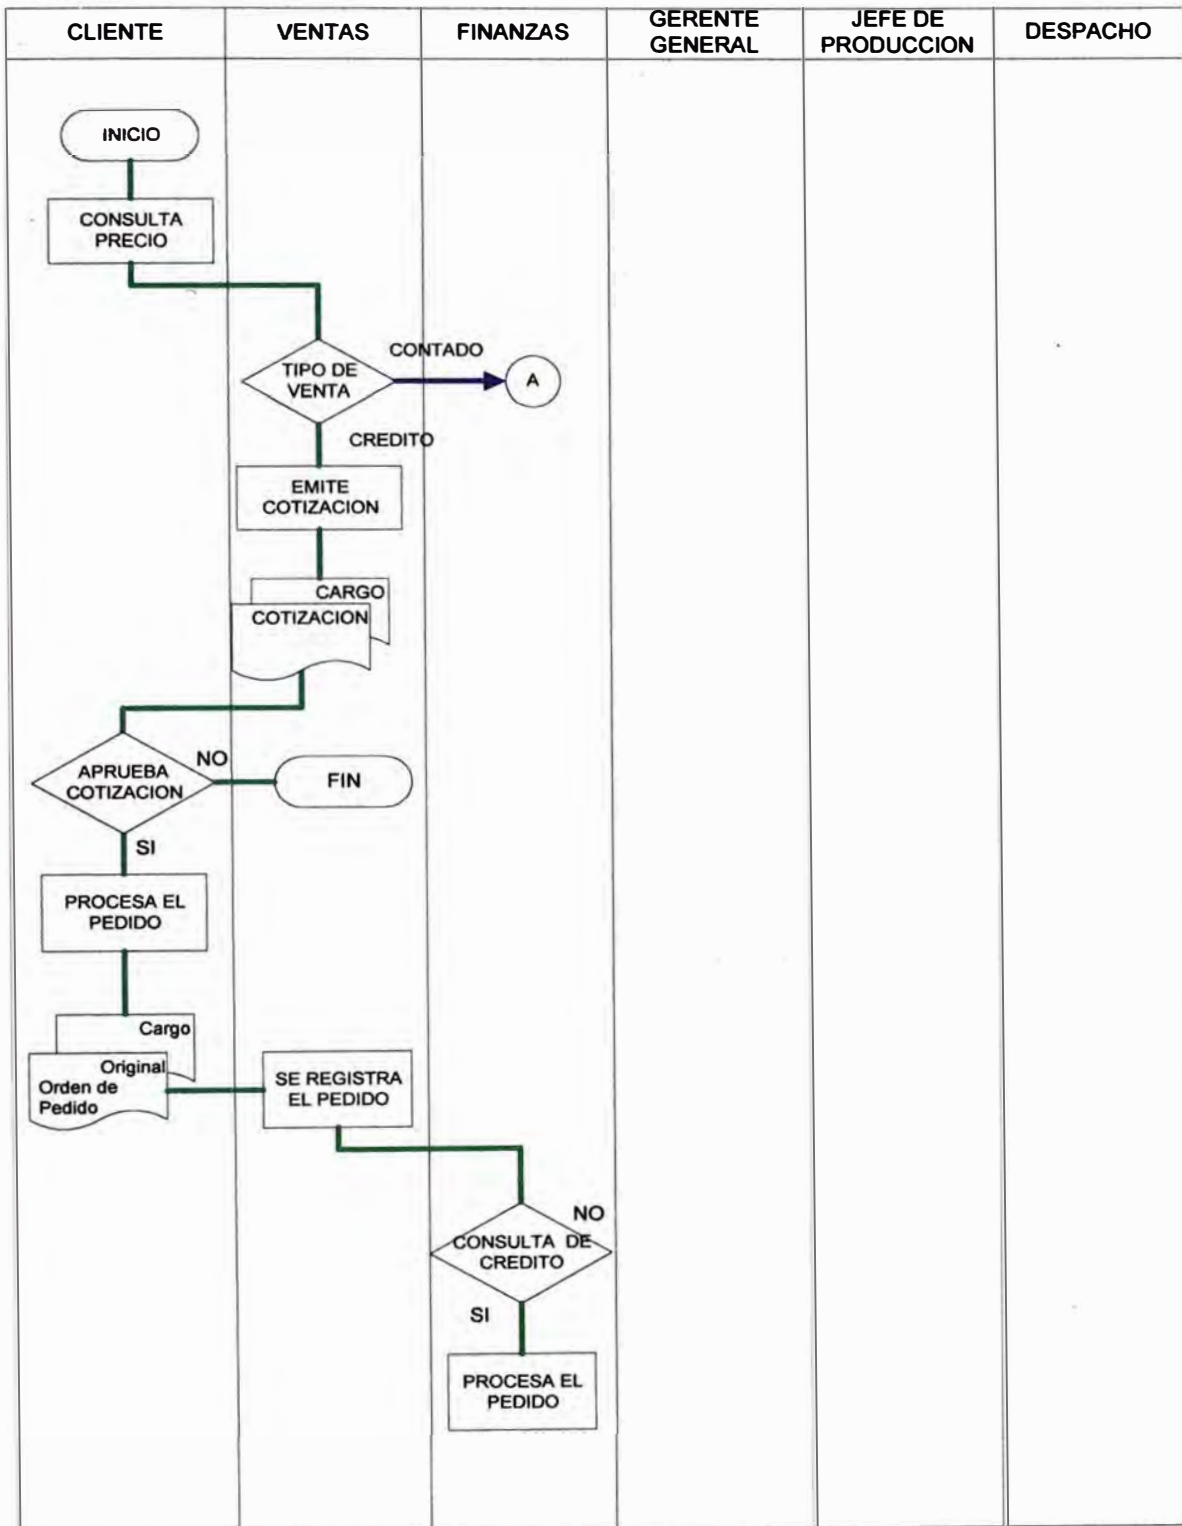 CLIENTE
VENTAS
FINANZAS
GERENTE
GENERAL
JEFE DE
PRODUCCION
DESPACHO
INICIO
CONSULTA
PRECIO
TIPO DE
VENTA
CONTADO
A
CREDITO
EMITE
COTIZACION
CARGO
COTIZACION
APRUEBA
COTIZACION
NO
FIN
SI
PROCESA EL
PEDIDO
Cargo
Original
Orden de
Pedido
SE REGISTRA
EL PEDIDO
NO
CONSULTA DE
CREDITO
SI
PROCESA EL
PEDIDO